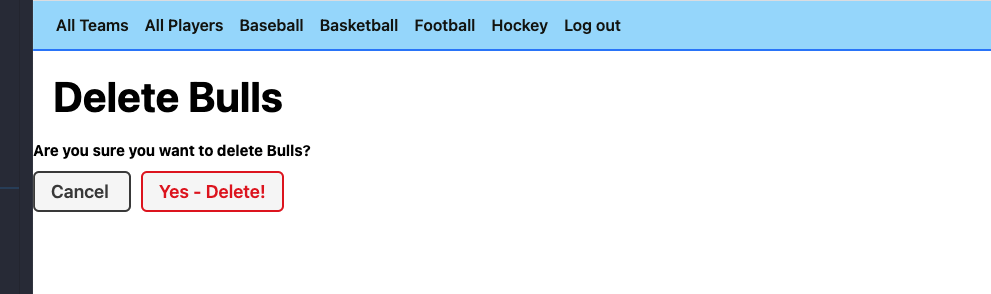 All Teams All Players Baseball Basketball Football Hockey Log out
Delete Bulls
Are you sure you want to delete Bulls?
Cancel Yes - Delete!